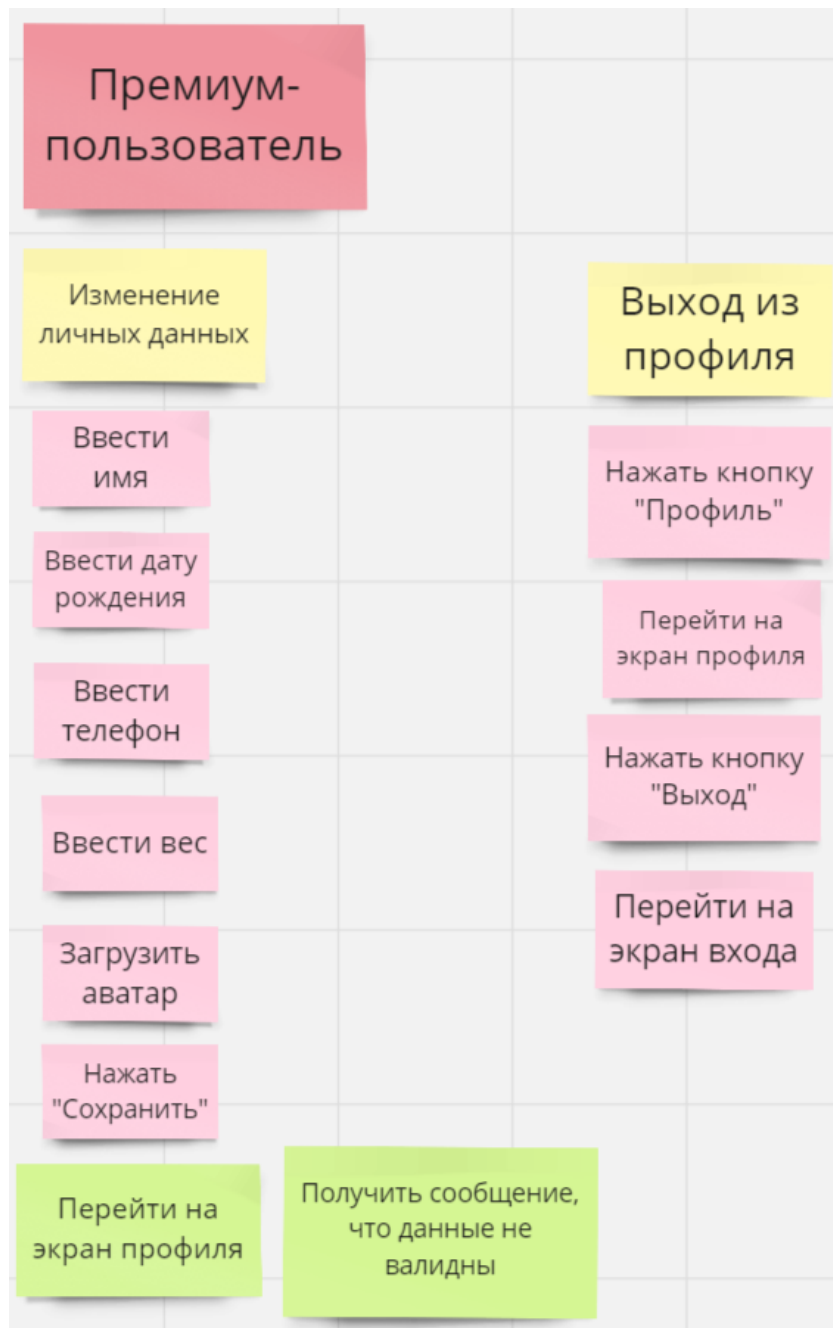 Премиум-
пользователь
Изменение
личных данных
Ввести
имя
Ввести дату
рождения
Ввести
телефон
Ввести вес
Загрузить
аватар
Нажать
"Сохранить"
Перейти на
экран профиля
Получить сообщение,
что данные не
валидны
Выход из
профиля
Нажать кнопку
"Профиль"
Перейти на
экран профиля
Нажать кнопку
"Выход"
Перейти на
экран входа